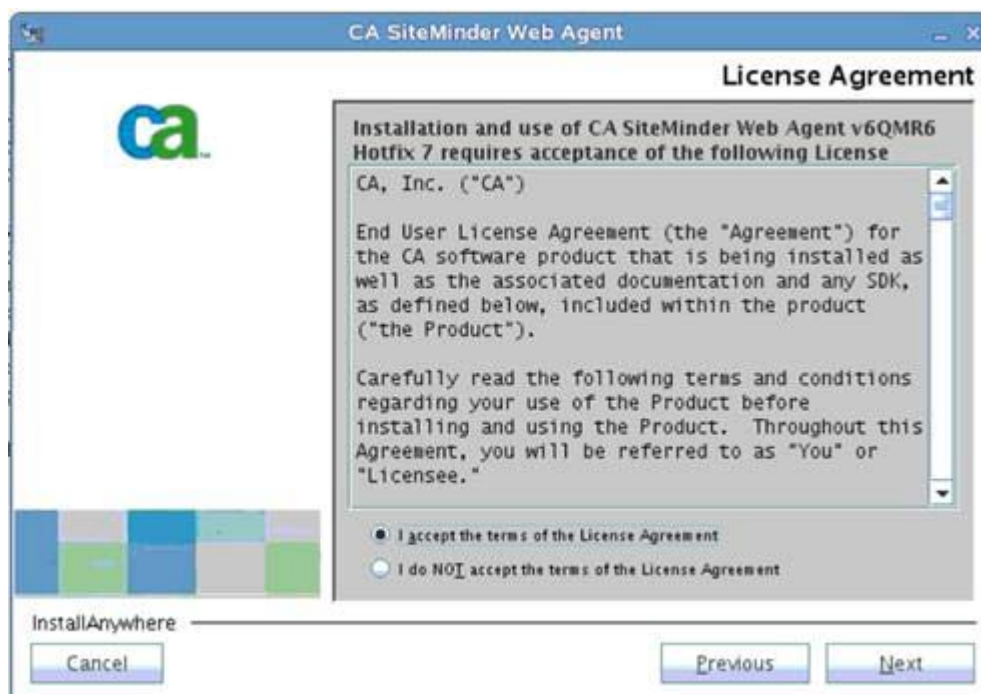 CA SiteMinder Web Agent
License Agreement
ca
Installation and use of CA SiteMinder Web Agent v6QMR6
Hotfix 7 requires acceptance of the following License
CA, Inc. ("CA")
End User License Agreement (the "Agreement") for
the CA software product that is being installed as
well as the associated documentation and any SDK,
as defined below, included within the product
("the Product").
Carefully read the following terms and conditions
regarding your use of the Product before
installing and using the Product. Throughout this
Agreement, you will be referred to as "You" or
"Licensee."
I accept the terms of the License Agreement
I do NOT accept the terms of the License Agreement
InstallAnywhere
Cancel
Previous
Next